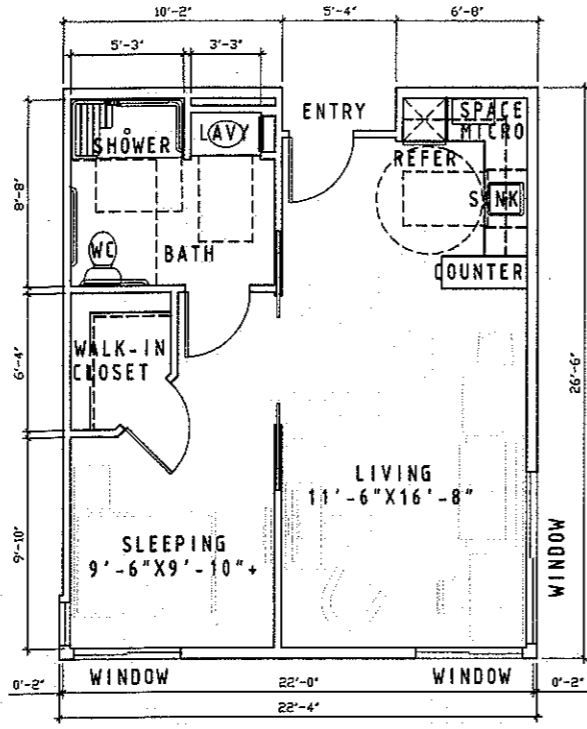 10'-2" 5'-4" 6'-8"
5'-3" 3'-3"
ENTRY
SPACE
MICRO
SHOWER
LAVY
REFER
SINK
8'-8"
WC
BATH
COUNTER
WALK-IN
CLOSET
6'-4"
26'-6"
LIVING
11'-6"X16'-8"
SLEEPING
9'-6"X9'-10"+
9'-10"
WINDOW
WINDOW
WINDOW
0'-2" 22'-0" 0'-2"
22'-4"